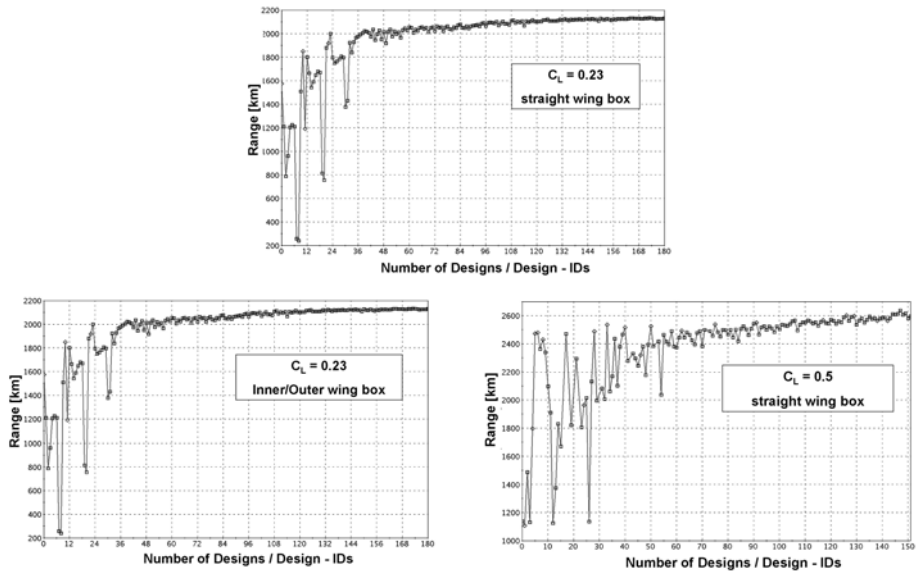 2200
2000
1800
1600
1400
1200
1000
800
600
400
200
Range [km]
C_L = 0.23
straight wing box
0 12 24 36 48 60 72 84 96 108 120 132 144 156 168 180
Number of Designs / Design - IDs
2200
2000
1800
1600
1400
1200
1000
800
600
400
200
Range [km]
C_L = 0.23
Inner/Outer wing box
0 12 24 36 48 60 72 84 96 108 120 132 144 156 168 180
Number of Designs / Design - IDs
2600
2400
2200
2000
1800
1600
1400
1200
1000
Range [km]
C_L = 0.5
straight wing box
0 10 20 30 40 50 60 70 80 90 100 110 120 130 140 150
Number of Designs / Design - IDs